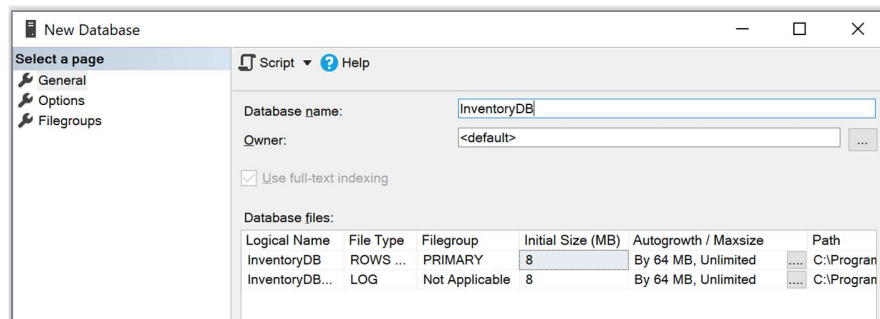 New Database
Select a page
General
Options
Filegroups
Script Help
Database name: InventoryDB
Owner: <default> ...
Use full-text indexing
Database files:
Logical Name File Type Filegroup Initial Size (MB) Autogrowth / Maxsize Path
InventoryDB ROWS ... PRIMARY 8 By 64 MB, Unlimited .... C:\Program
InventoryDB... LOG Not Applicable 8 By 64 MB, Unlimited .... C:\Program